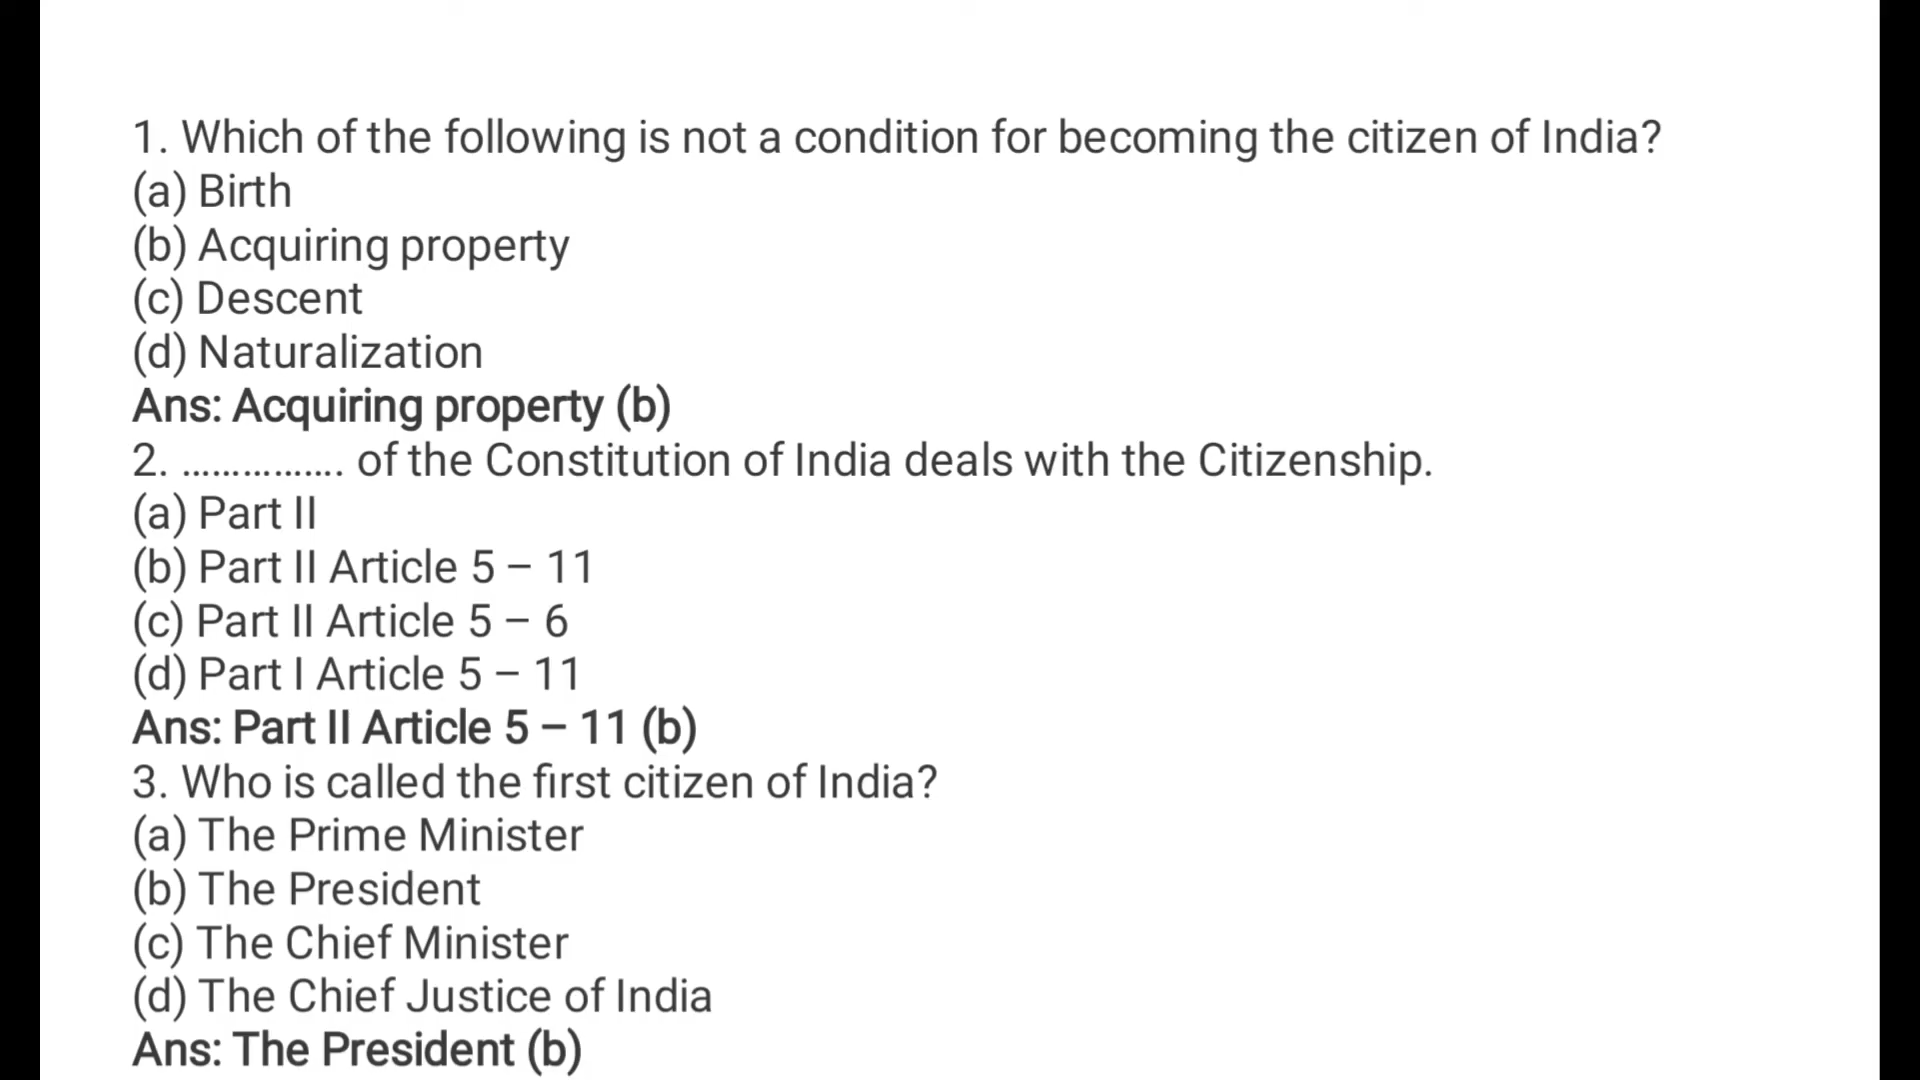 1. Which of the following is not a condition for becoming the citizen of India?
(a) Birth
(b) Acquiring property
(c) Descent
(d) Naturalization
Ans: Acquiring property (b)
2. …………… of the Constitution of India deals with the Citizenship.
(a) Part II
(b) Part II Article 5 – 11
(c) Part II Article 5 – 6
(d) Part I Article 5 – 11
Ans: Part II Article 5 – 11 (b)
3. Who is called the first citizen of India?
(a) The Prime Minister
(b) The President
(c) The Chief Minister
(d) The Chief Justice of India
Ans: The President (b)